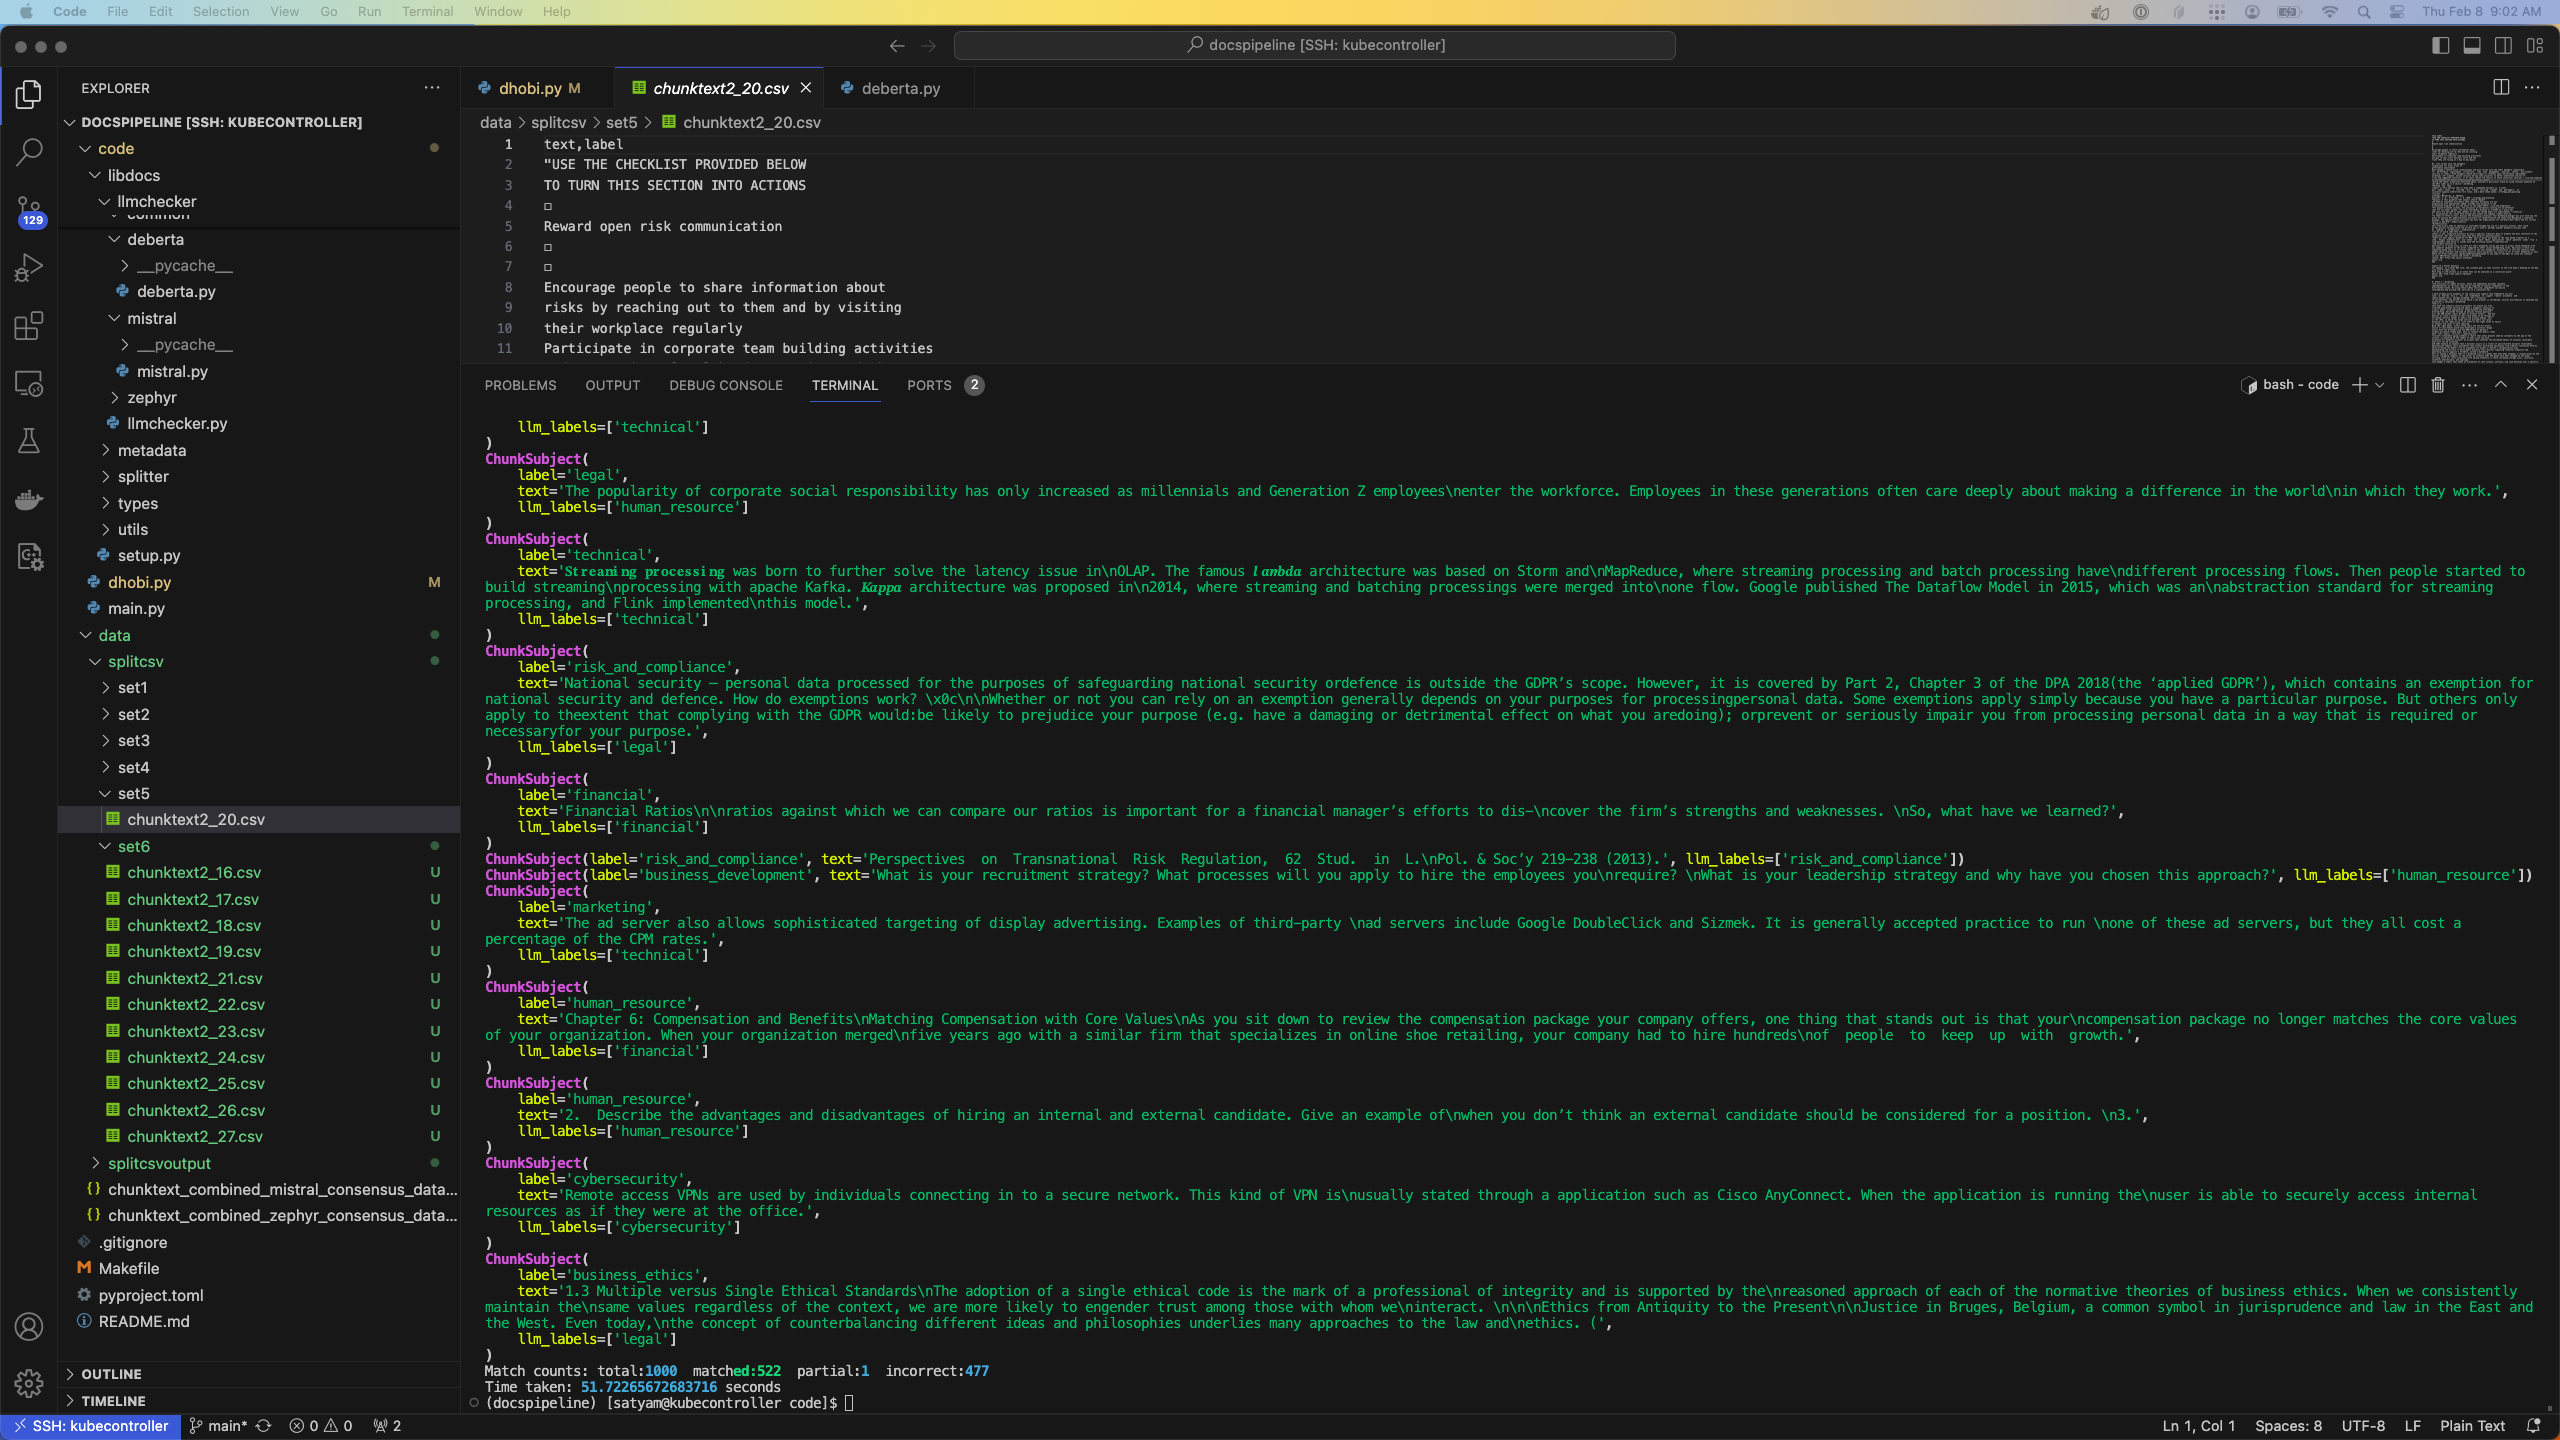 Code File Edit Selection View Go Run Terminal Window Help
Thu Feb 8 9:02 AM
docspipeline [SSH: kubecontroller]
EXPLORER
DOCSPIPELINE [SSH: KUBECONTROLLER]
code
libdocs
llmchecker
common
deberta
__pycache__
deberta.py
mistral
__pycache__
mistral.py
zephyr
llmchecker.py
metadata
splitter
types
utils
setup.py
dhobi.py M
main.py
data
splitcsv
set1
set2
set3
set4
set5
chunktext2_20.csv
set6
chunktext2_16.csv U
chunktext2_17.csv U
chunktext2_18.csv U
chunktext2_19.csv U
chunktext2_21.csv U
chunktext2_22.csv U
chunktext2_23.csv U
chunktext2_24.csv U
chunktext2_25.csv U
chunktext2_26.csv U
chunktext2_27.csv U
splitcsvoutput
chunktext_combined_mistral_consensus_data...
chunktext_combined_zephyr_consensus_data...
.gitignore
Makefile
pyproject.toml
README.md
OUTLINE
TIMELINE
129
dhobi.py M chunktext2_20.csv deberta.py
data > splitcsv > set5 > chunktext2_20.csv
1 text,label
2 "USE THE CHECKLIST PROVIDED BELOW
3 TO TURN THIS SECTION INTO ACTIONS
4 □
5 Reward open risk communication
6 □
7 □
8 Encourage people to share information about
9 risks by reaching out to them and by visiting
10 their workplace regularly
11 Participate in corporate team building activities
PROBLEMS OUTPUT DEBUG CONSOLE TERMINAL PORTS 2
bash - code
llm_labels=['technical']
)
ChunkSubject(
label='legal',
text='The popularity of corporate social responsibility has only increased as millennials and Generation Z employees\nenter the workforce. Employees in these generations often care deeply about making a difference in the world\nin which they work.',
llm_labels=['human_resource']
)
ChunkSubject(
label='technical',
text='Streaming processing was born to further solve the latency issue in\nOLAP. The famous lambda architecture was based on Storm and\nMapReduce, where streaming processing and batch processing have\ndifferent processing flows. Then people started to
build streaming\nprocessing with apache Kafka. Kappa architecture was proposed in\n2014, where streaming and batching processings were merged into\none flow. Google published The Dataflow Model in 2015, which was an\nabstraction standard for streaming
processing, and Flink implemented\nthis model.',
llm_labels=['technical']
)
ChunkSubject(
label='risk_and_compliance',
text='National security – personal data processed for the purposes of safeguarding national security ordefence is outside the GDPR’s scope. However, it is covered by Part 2, Chapter 3 of the DPA 2018(the ‘applied GDPR’), which contains an exemption for
national security and defence. How do exemptions work? \x0c\n\nWhether or not you can rely on an exemption generally depends on your purposes for processingpersonal data. Some exemptions apply simply because you have a particular purpose. But others only
apply to theextent that complying with the GDPR would:be likely to prejudice your purpose (e.g. have a damaging or detrimental effect on what you aredoing); orprevent or seriously impair you from processing personal data in a way that is required or
necessaryfor your purpose.',
llm_labels=['legal']
)
ChunkSubject(
label='financial',
text='Financial Ratios\n\nratios against which we can compare our ratios is important for a financial manager’s efforts to dis-\ncover the firm’s strengths and weaknesses. \nSo, what have we learned?',
llm_labels=['financial']
)
ChunkSubject(label='risk_and_compliance', text='Perspectives on Transnational Risk Regulation, 62 Stud. in L.\nPol. & Soc’y 219–238 (2013).', llm_labels=['risk_and_compliance'])
ChunkSubject(label='business_development', text='What is your recruitment strategy? What processes will you apply to hire the employees you\nrequire? \nWhat is your leadership strategy and why have you chosen this approach?', llm_labels=['human_resource'])
ChunkSubject(
label='marketing',
text='The ad server also allows sophisticated targeting of display advertising. Examples of third-party \nad servers include Google DoubleClick and Sizmek. It is generally accepted practice to run \none of these ad servers, but they all cost a
percentage of the CPM rates.',
llm_labels=['technical']
)
ChunkSubject(
label='human_resource',
text='Chapter 6: Compensation and Benefits\nMatching Compensation with Core Values\nAs you sit down to review the compensation package your company offers, one thing that stands out is that your\ncompensation package no longer matches the core values
of your organization. When your organization merged\nfive years ago with a similar firm that specializes in online shoe retailing, your company had to hire hundreds\nof people to keep up with growth.',
llm_labels=['financial']
)
ChunkSubject(
label='human_resource',
text='2. Describe the advantages and disadvantages of hiring an internal and external candidate. Give an example of\nwhen you don’t think an external candidate should be considered for a position. \n3.',
llm_labels=['human_resource']
)
ChunkSubject(
label='cybersecurity',
text='Remote access VPNs are used by individuals connecting in to a secure network. This kind of VPN is\nusually stated through a application such as Cisco AnyConnect. When the application is running the\nuser is able to securely access internal
resources as if they were at the office.',
llm_labels=['cybersecurity']
)
ChunkSubject(
label='business_ethics',
text='1.3 Multiple versus Single Ethical Standards\nThe adoption of a single ethical code is the mark of a professional of integrity and is supported by the\nreasoned approach of each of the normative theories of business ethics. When we consistently
maintain the\nsame values regardless of the context, we are more likely to engender trust among those with whom we\ninteract. \n\n\nEthics from Antiquity to the Present\n\nJustice in Bruges, Belgium, a common symbol in jurisprudence and law in the East and
the West. Even today,\nthe concept of counterbalancing different ideas and philosophies underlies many approaches to the law and\nethics. (',
llm_labels=['legal']
)
Match counts: total:1000 matched:522 partial:1 incorrect:477
Time taken: 51.72265672683716 seconds
(docspipeline) [satyam@kubecontroller code]$
SSH: kubecontroller main* 0 0 2
Ln 1, Col 1 Spaces: 8 UTF-8 LF Plain Text